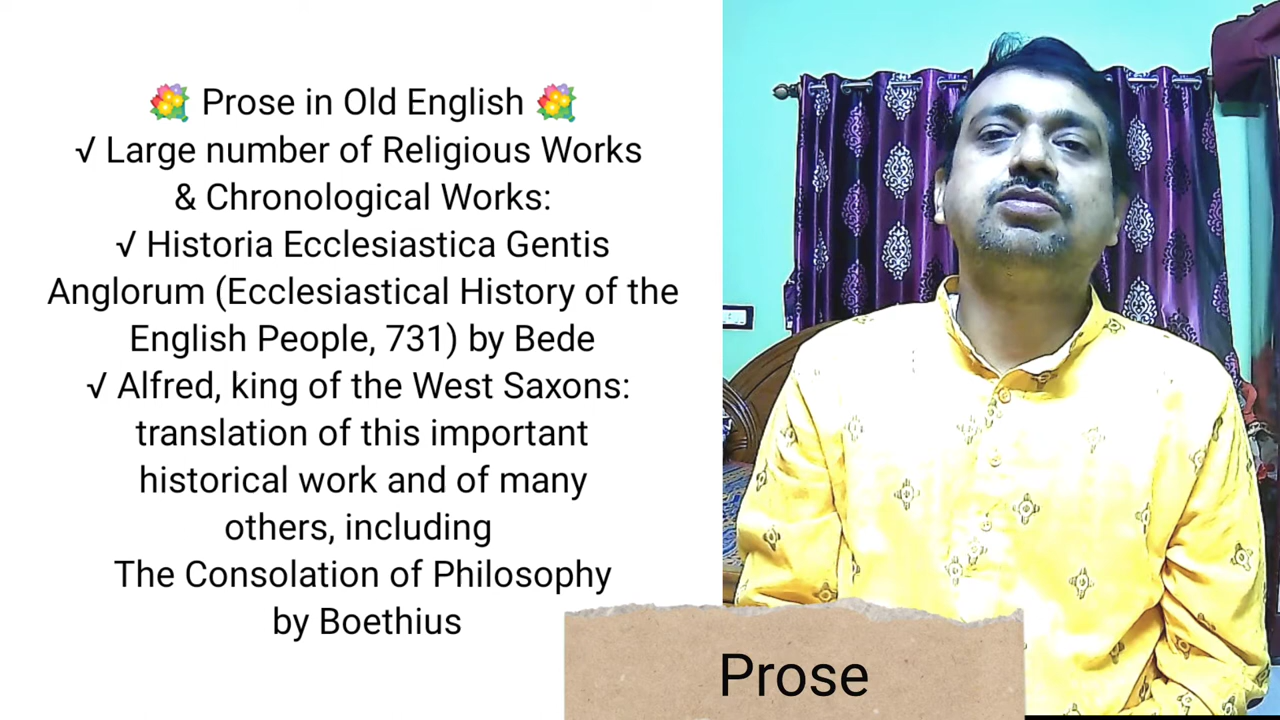 💐 Prose in Old English 💐
√ Large number of Religious Works
& Chronological Works:
√ Historia Ecclesiastica Gentis
Anglorum (Ecclesiastical History of the
English People, 731) by Bede
√ Alfred, king of the West Saxons:
translation of this important
historical work and of many
others, including
The Consolation of Philosophy
by Boethius
Prose